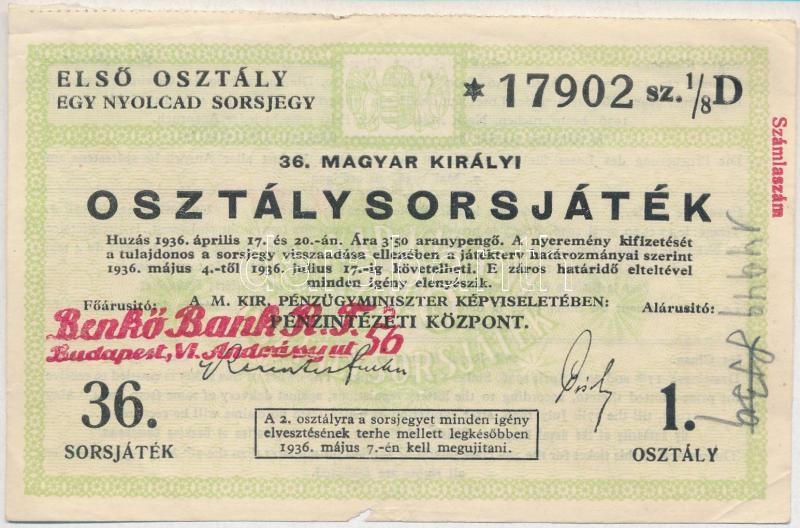 ELSŐ OSZTÁLY
EGY NYOLCAD SORSJEGY
* 17902 sz. 1/8 D
Számlaszám
36. MAGYAR KIRÁLYI
OSZTÁLYSORSJÁTÉK
Huzás 1936. április 17. és 20.-án. Ára 3'50 aranypengő. A nyeremény kifizetését
a tulajdonos a sorsjegy visszaadása ellenében a játékterv határozmányai szerint
1936. május 4.-től 1936. julius 17.-ig követelheti. E záros határidő elteltével
minden igény elenyészik.
Főárusitó:
A M. KIR. PÉNZÜGYMINISZTER KÉPVISELETÉBEN:
Alárusitó:
PÉNZINTÉZETI KÖZPONT.
Benkő Bank R.T.
Budapest, VI. Andrássy ut 56
SORSJÁTÉK
36.
SORSJÁTÉK
A 2. osztályra a sorsjegyet minden igény
elvesztésének terhe mellett legkésőbben
1936. május 7.-én kell megujitani.
1.
OSZTÁLY